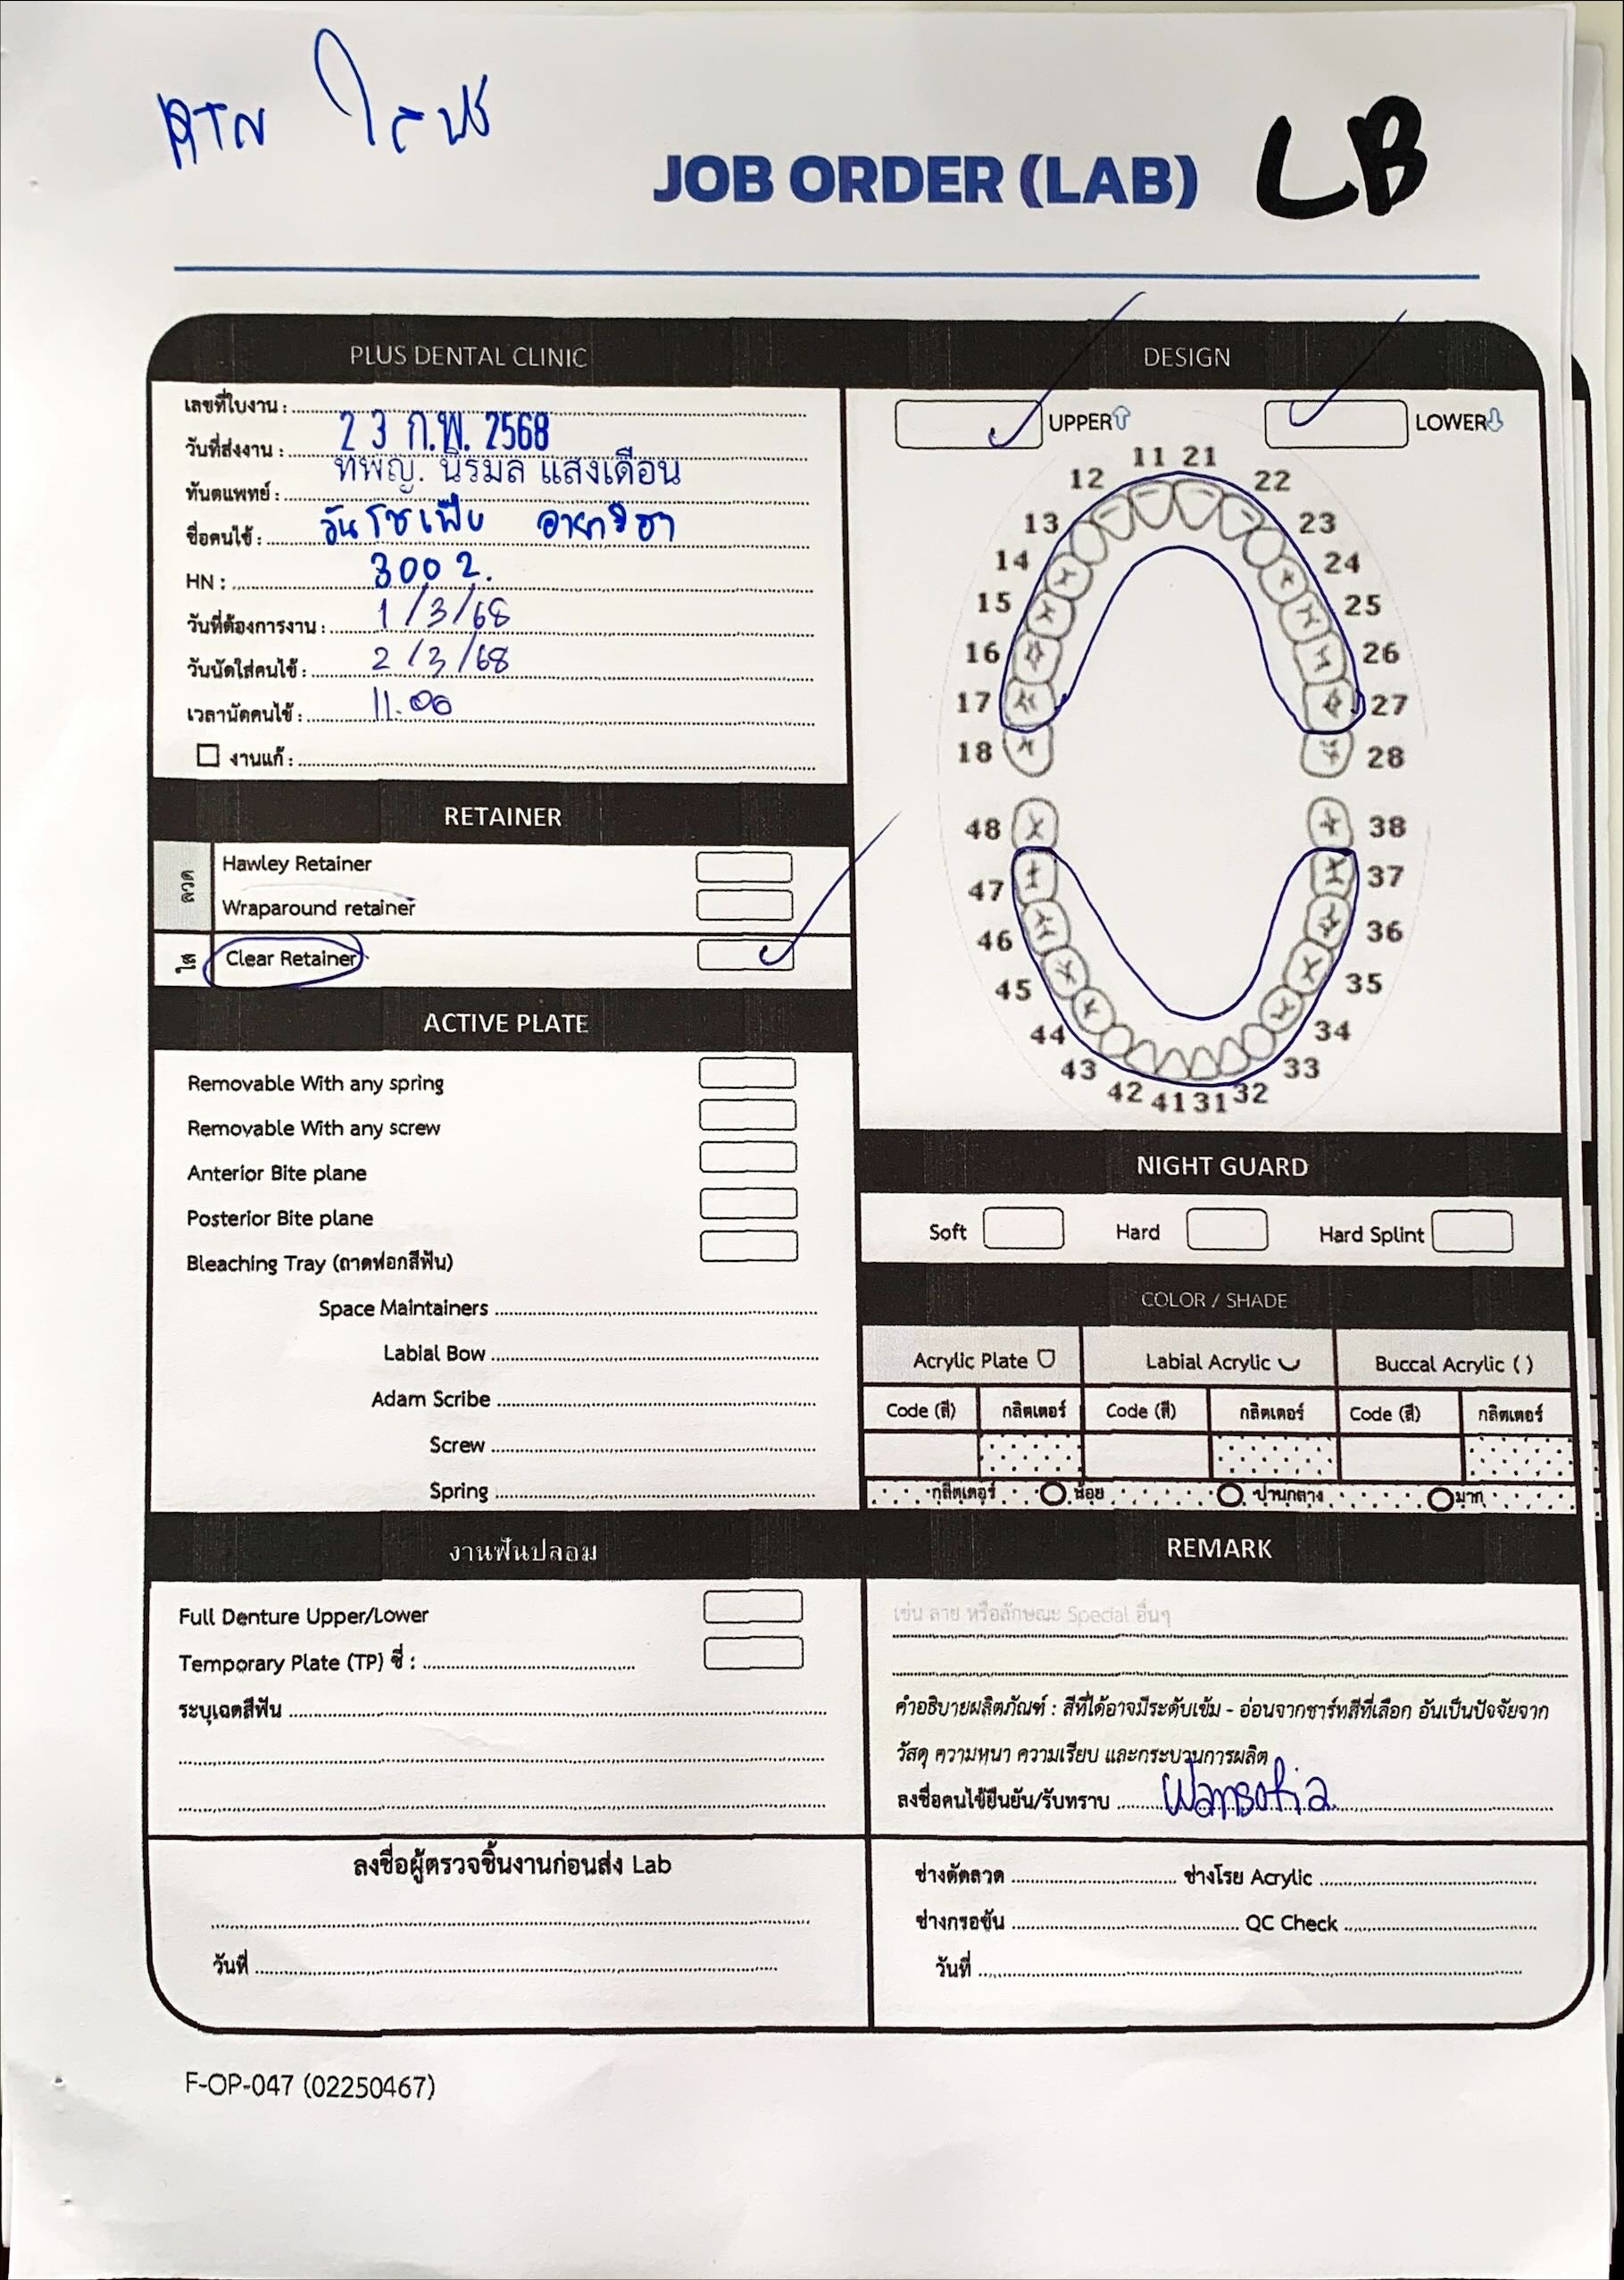 JOB ORDER (LAB) LB
PLUS DENTAL CLINIC
เลขที่ใบงาน :
วันที่ส่งงาน : 23 ก.พ. 2568
ทันตแพทย์ : ทพญ. นิรมล แสงเดือน
ชื่อคนไข้ : วันโซเฟีย
HN : 3002.
วันที่ต้องการงาน : 1/3/68
วันนัดใส่คนไข้ : 2/3/68
เวลานัดคนไข้ : 11.00
งานแก้ :
DESIGN
UPPER LOWER
11 21
12 22
13 23
14 24
15 25
16 26
17 27
18 28
48 38
47 37
46 36
45 35
44 34
43 33
42 41 31 32
RETAINER
ลวด
Hawley Retainer
Wraparound retainer
ใส
Clear Retainer
ACTIVE PLATE
Removable With any spring
Removable With any screw
Anterior Bite plane
Posterior Bite plane
Bleaching Tray (ถาดฟอกสีฟัน)
Space Maintainers
Labial Bow
Adam Scribe
Screw
Spring
NIGHT GUARD
Soft Hard Hard Splint
COLOR / SHADE
Acrylic Plate Labial Acrylic Buccal Acrylic ( )
Code (สี) กลิตเตอร์ Code (สี) กลิตเตอร์ Code (สี) กลิตเตอร์
กลิตเตอร์ น้อย ปานกลาง มาก
งานฟันปลอม
Full Denture Upper/Lower
Temporary Plate (TP) ซี่ :
ระบุเฉดสีฟัน
REMARK
เช่น ลาย หรือลักษณะ Special อื่นๆ
คำอธิบายผลิตภัณฑ์ : สีที่ได้อาจมีระดับเข้ม - อ่อนจากชาร์ทสีที่เลือก อันเป็นปัจจัยจาก
วัสดุ ความหนา ความเรียบ และกระบวนการผลิต
ลงชื่อคนไข้ยืนยัน/รับทราบ Wansofia
ลงชื่อผู้ตรวจชิ้นงานก่อนส่ง Lab
วันที่
ช่างดัดลวด ช่างโรย Acrylic
ช่างกรอขัน QC Check
วันที่
F-OP-047 (02250467)